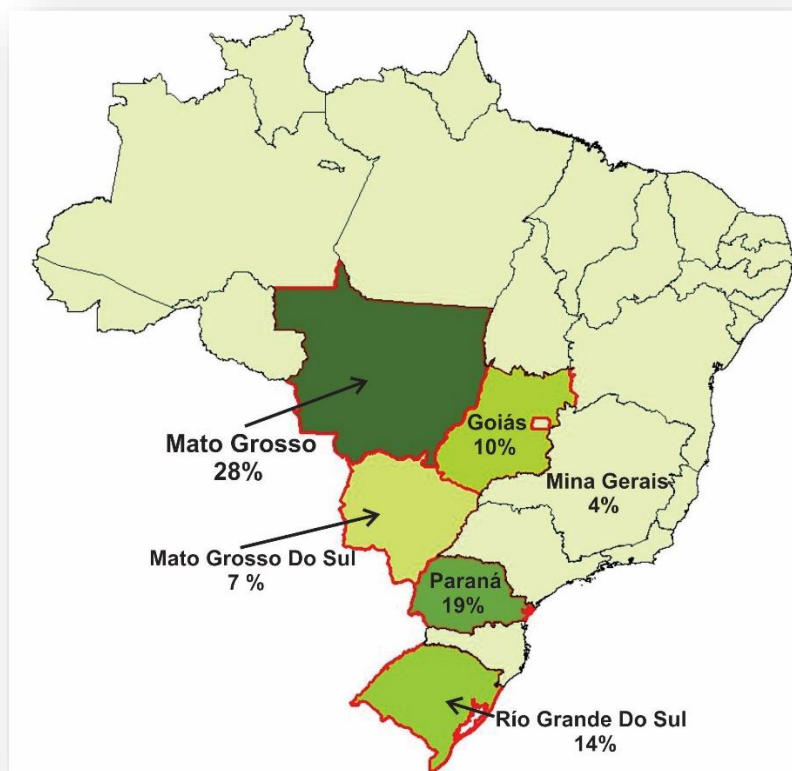 Goiás
10%
Mato Grosso
28%
Mina Gerais
4%
Mato Grosso Do Sul
7 %
Paraná
19%
Río Grande Do Sul
14%